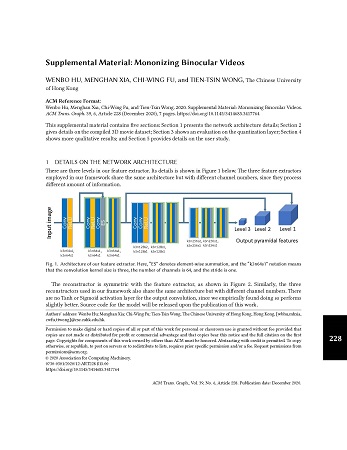 Supplemental Material: Mononizing Binocular Videos
WENBO HU, MENGHAN XIA, CHI-WING FU, and TIEN-TSIN WONG, The Chinese University
of Hong Kong
ACM Reference Format:
Wenbo Hu, Menghan Xia, Chi-Wing Fu, and Tien-Tsin Wong. 2020. Supplemental Material: Mononizing Binocular Videos.
ACM Trans. Graph. 39, 6, Article 228 (December 2020), 7 pages. https://doi.org/10.1145/3414685.3417764
This supplemental material contains five sections: Section 1 presents the network architecture details; Section 2
gives details on the compiled 3D movie dataset; Section 3 shows an evaluation on the quantization layer; Section 4
shows more qualitative results; and Section 5 provides details on the user study.
1 DETAILS ON THE NETWORK ARCHITECTURE
There are three levels in our feature extractor. Its details is shown in Figure 1 below. The three feature extractors
employed in our framework share the same architecture but with different channel numbers, since they process
different amount of information.
Input image
Level 3
Level 2
Level 1
Output pyramidal features
Fig. 1. Architecture of our feature extractor. Here, "ES" denotes element-wise summation, and the "k3n64s1" notation means
that the convolution kernel size is three, the number of channels is 64, and the stride is one.
The reconstructor is symmetric with the feature extractor, as shown in Figure 2. Similarly, the three
reconstructors used in our framework also share the same architecture but with different channel numbers. There
are no Tanh or Sigmoid activation layer for the output convolution, since we empirically found doing so performs
slightly better. Source code for the model will be released upon the publication of this work.
Authors' address: Wenbo Hu; Menghan Xia; Chi-Wing Fu; Tien-Tsin Wong, The Chinese University of Hong Kong, Hong Kong, {wbhu,mhxia,
cwfu,ttwong}@cse.cuhk.edu.hk.
Permission to make digital or hard copies of all or part of this work for personal or classroom use is granted without fee provided that
copies are not made or distributed for profit or commercial advantage and that copies bear this notice and the full citation on the first
page. Copyrights for components of this work owned by others than ACM must be honored. Abstracting with credit is permitted. To copy
otherwise, or republish, to post on servers or to redistribute to lists, requires prior specific permission and/or a fee. Request permissions from
permissions@acm.org.
© 2020 Association for Computing Machinery.
0730-0301/2020/12-ART228 $15.00
https://doi.org/10.1145/3414685.3417764
228
ACM Trans. Graph., Vol. 39, No. 6, Article 228. Publication date: December 2020.